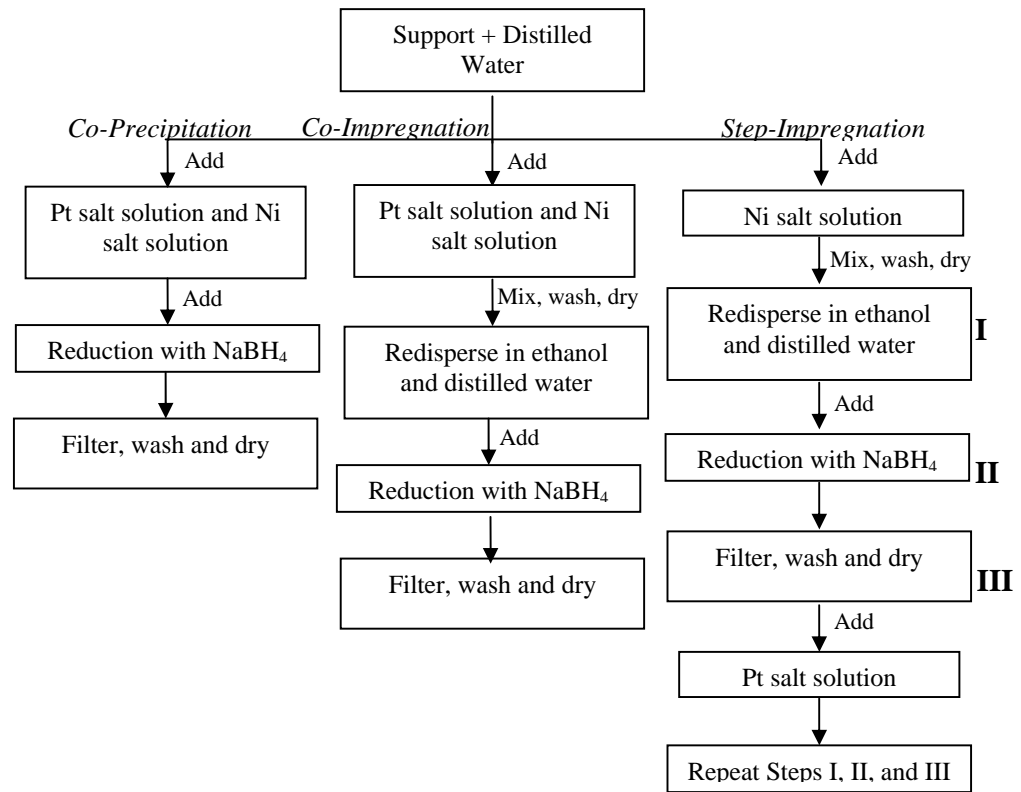 Support + Distilled
Water
Co-Precipitation
Add
Pt salt solution and Ni
salt solution
Add
Reduction with NaBH₄
Filter, wash and dry
Co-Impregnation
Add
Pt salt solution and Ni
salt solution
Mix, wash, dry
Redisperse in ethanol
and distilled water
Add
Reduction with NaBH₄
Filter, wash and dry
Step-Impregnation
Add
Ni salt solution
Mix, wash, dry
Redisperse in ethanol
and distilled water
I
Add
Reduction with NaBH₄
II
Filter, wash and dry
III
Add
Pt salt solution
Repeat Steps I, II, and III